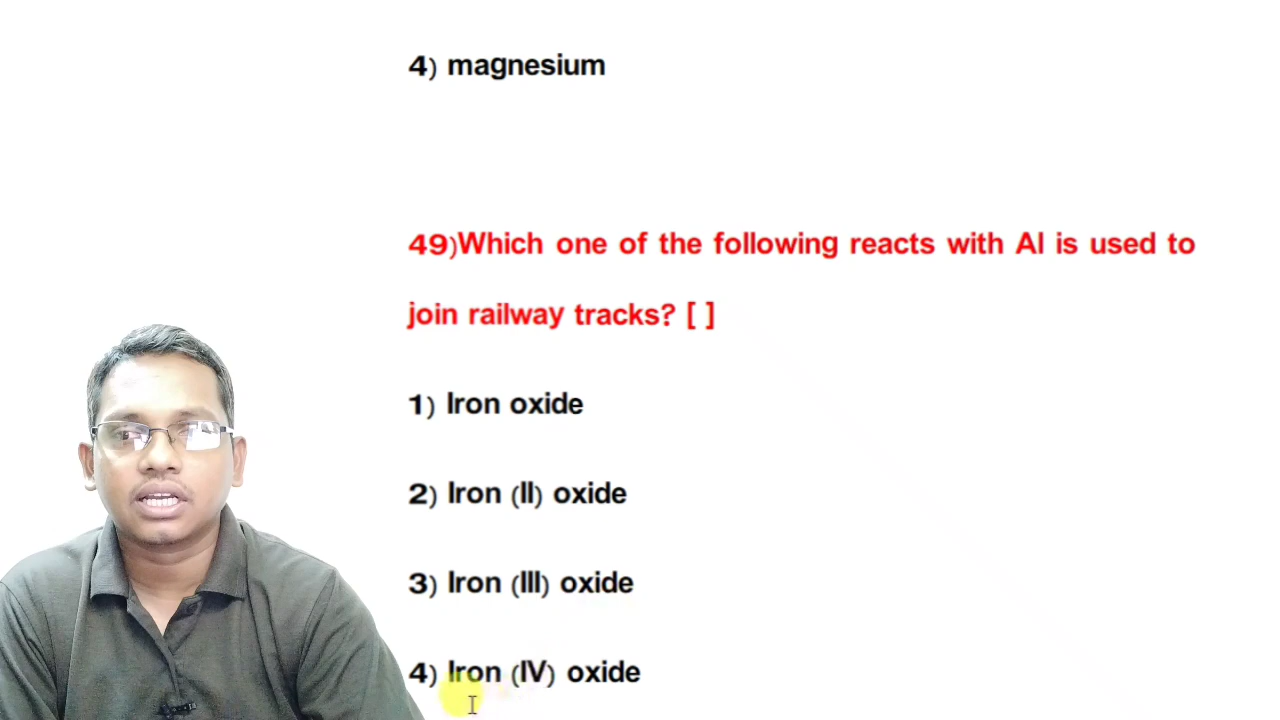 4) magnesium
49)Which one of the following reacts with Al is used to
join railway tracks? [ ]
1) Iron oxide
2) Iron (II) oxide
3) Iron (III) oxide
4) Iron (IV) oxide